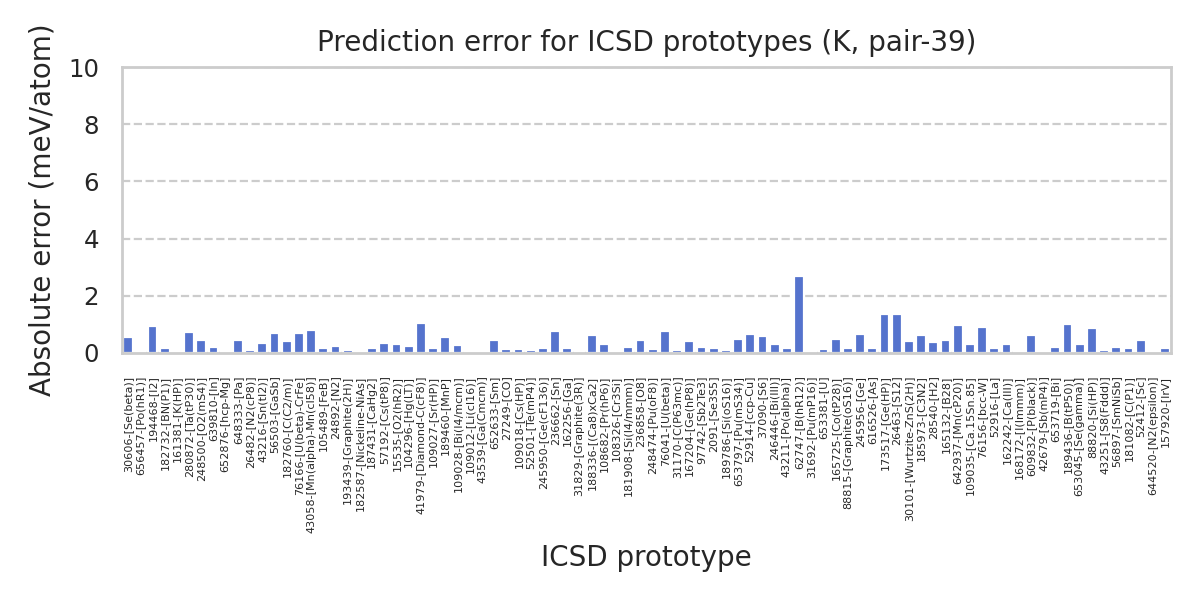 Prediction error for ICSD prototypes (K, pair-39)
Absolute error (meV/atom)
10
8
6
4
2
0
306066-[Se(beta)]
656457-[Po(hR1)]
194468-[I2]
182732-[BN(P1)]
161381-[K(HP)]
280872-[Ta(tP30)]
248500-[O2(mS4)]
639810-[In]
652876-[hcp-Mg]
648333-[Pa]
26482-[N2(cP8)]
43216-[Sn(tI2)]
56503-[GaSb]
182760-[C(C2/m)]
76166-[U(beta)-CrFe]
43058-[Mn(alpha)-Mn(cI58)]
105489-[FeB]
24892-[N2]
193439-[Graphite(2H)]
182587-[Nickeline-NiAs]
187431-[CaHg2]
57192-[Cs(tP8)]
15535-[O2(hR2)]
104296-[Hg(LT)]
41979-[Diamond-C(cF8)]
109027-[Sr(HP)]
189460-[MnP]
109028-[Bi(I4/mcm)]
109012-[Li(cI16)]
43539-[Ga(Cmcm)]
652633-[Sm]
27249-[CO]
109018-[Cs(HP)]
52501-[Te(mP4)]
245950-[Ge(cF136)]
236662-[Sn]
162256-[Ga]
31829-[Graphite(3R)]
188336-[(Ca8)xCa2]
108682-[Pr(hP6)]
108326-[Cr3Si]
181908-[Si(I4/mmm)]
236858-[O8]
248474-[Pu(oF8)]
76041-[U(beta)]
31170-[C(P63mc)]
167204-[Ge(hP8)]
97742-[Sb2Te3]
2091-[Se3S5]
189786-[Si(oS16)]
653797-[Pu(mS34)]
52914-[ccp-Cu]
37090-[S6]
246446-[Bi(III)]
43211-[Po(alpha)]
62747-[B(hR12)]
31692-[Pu(mP16)]
653381-[U]
165725-[Co(tP28)]
88815-[Graphite(oS16)]
245956-[Ge]
616526-[As]
173517-[Ge(HP)]
26463-[S12]
30101-[Wurtzite-ZnS(2H)]
185973-[C3N2]
28540-[H2]
165132-[B28]
642937-[Mn(cP20)]
109035-[Ca.15Sn.85]
76156-[bcc-W]
52916-[La]
162242-[Ca(III)]
168172-[I(Immm)]
609832-[P(black)]
42679-[Sb(mP4)]
653719-[Bi]
189436-[B(tP50)]
653045-[Se(gamma)]
88820-[Si(HP)]
432515-[S8(Fddd)]
56897-[SmNiSb]
181082-[C(P1)]
52412-[Sc]
644520-[N2(epsilon)]
157920-[IrV]
ICSD prototype